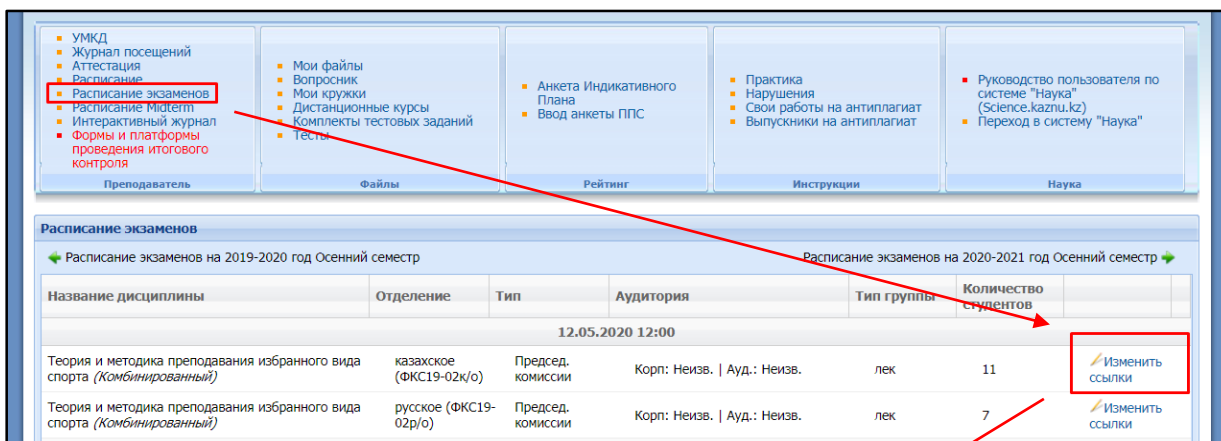 УМКД
Журнал посещений
Аттестация
Расписание
Расписание экзаменов
Расписание Midterm
Интерактивный журнал
Формы и платформы
проведения итогового
контроля
Преподаватель
Мои файлы
Вопросник
Мои кружки
Дистанционные курсы
Комплекты тестовых заданий
Тесты
Файлы
Анкета Индикативного
Плана
Ввод анкеты ППС
Рейтинг
Практика
Нарушения
Свои работы на антиплагиат
Выпускники на антиплагиат
Инструкции
Руководство пользователя по
системе "Наука"
(Science.kaznu.kz)
Переход в систему "Наука"
Наука
Расписание экзаменов
Расписание экзаменов на 2019-2020 год Осенний семестр
Расписание экзаменов на 2020-2021 год Осенний семестр
Название дисциплины
Отделение
Тип
Аудитория
Тип группы
Количество
студентов
12.05.2020 12:00
Теория и методика преподавания избранного вида
спорта (Комбинированный)
казахское
(ФКС19-02к/о)
Председ.
комиссии
Корп: Неизв. | Ауд.: Неизв.
лек
11
Изменить
ссылки
Теория и методика преподавания избранного вида
спорта (Комбинированный)
русское (ФКС19-
02р/о)
Председ.
комиссии
Корп: Неизв. | Ауд.: Неизв.
лек
7
Изменить
ссылки